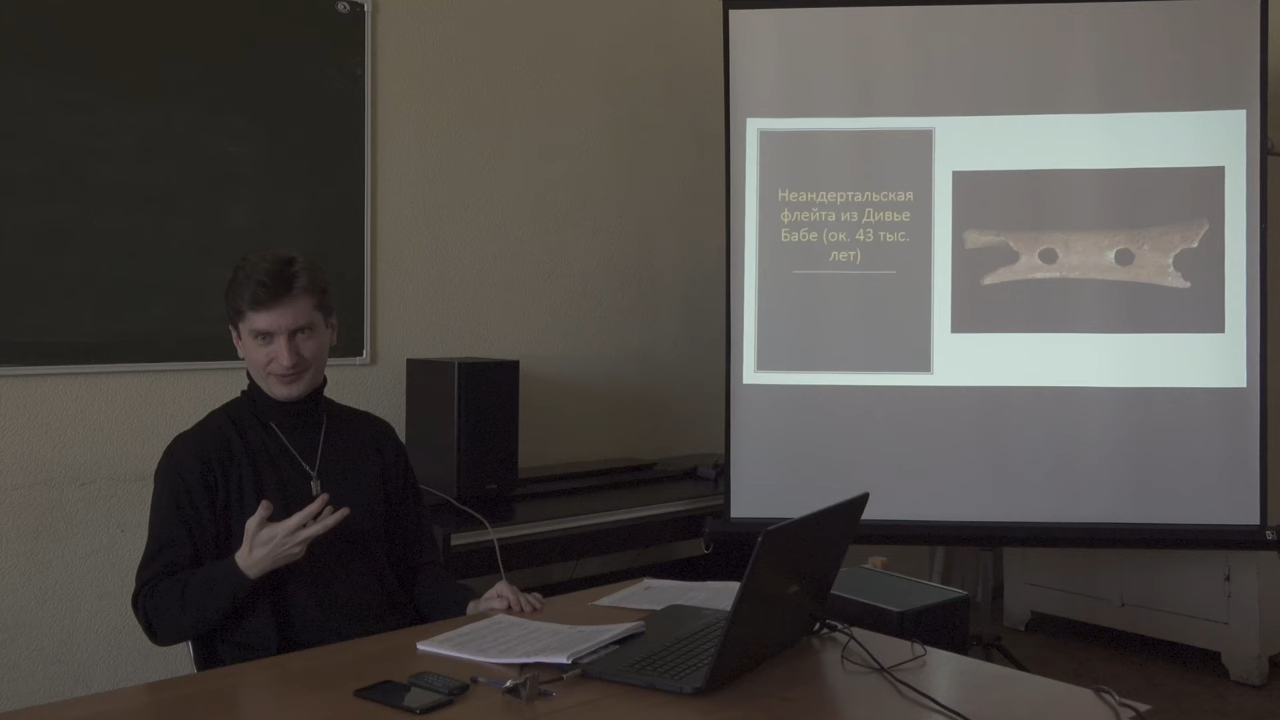 Неандертальская
флейта из Дивье
Бабе (ок. 43 тыс.
лет)